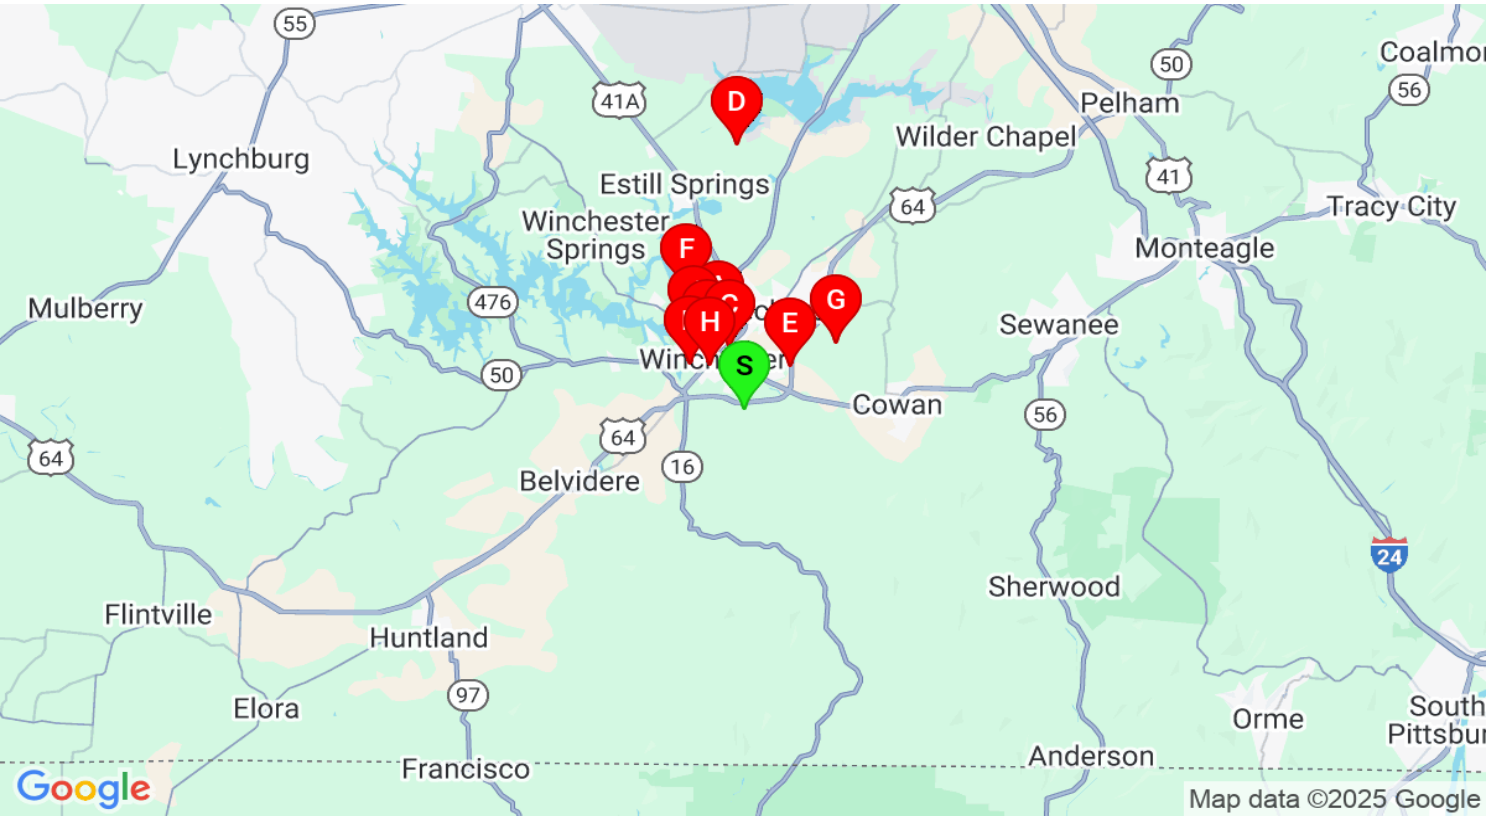 55
Coalmo
50
56
41A
D
Pelham
Wilder Chapel
Lynchburg
41
Estill Springs
64
Tracy City
Winchester
Springs
F
Monteagle
G
476
C
Mulberry
H
E
Sewanee
S
50
Cowan
56
64
64
16
Belvidere
24
Sherwood
Flintville
Huntland
97
Elora
South
Orme
Pittsbu
Anderson
Francisco
Google
Map data ©2025 Google